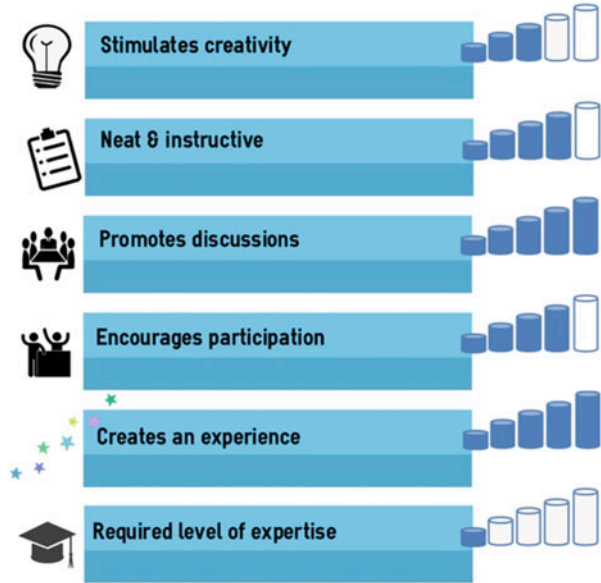 Stimulates creativity
Neat & instructive
Promotes discussions
Encourages participation
Creates an experience
Required level of expertise